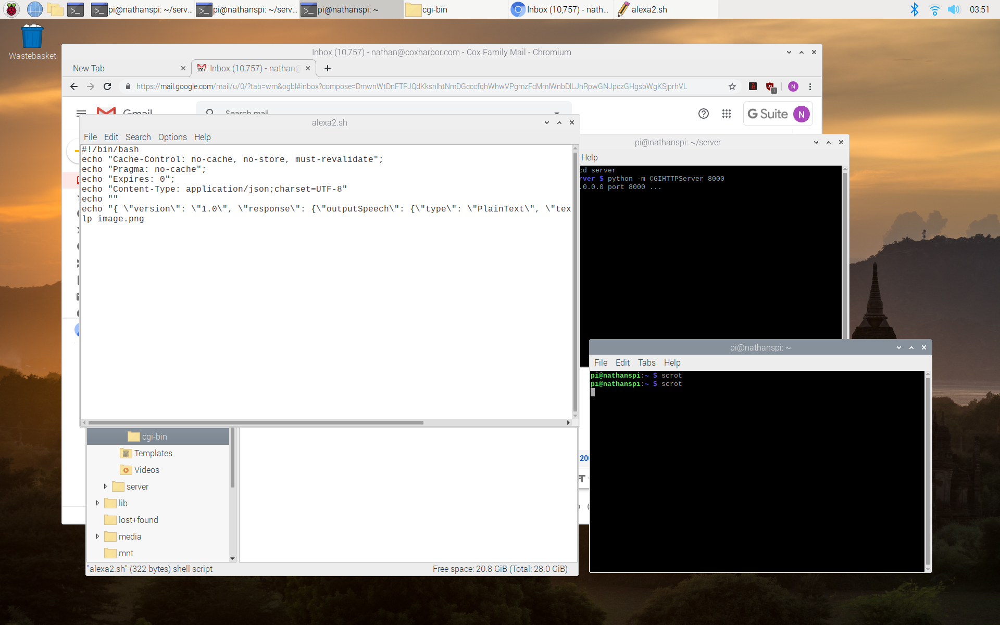 pi@nathanspi: ~/serv...
pi@nathanspi: ~/serv...
pi@nathanspi: ~
cgi-bin
Inbox (10,757) - nath...
alexa2.sh
03:51
Wastebasket
Inbox (10,757) - nathan@coxharbor.com - Cox Family Mail - Chromium
New Tab
Inbox (10,757) - nathan@
https://mail.google.com/mail/u/0/?tab=wm&ogbl#inbox?compose=
Gmail
Search mail
G Suite
N
alexa2.sh
File Edit Search Options Help
#!/bin/bash
echo "Cache-Control: no-cache, no-store, must-revalidate";
echo "Pragma: no-cache";
echo "Expires: 0";
echo "Content-Type: application/json;charset=UTF-8"
echo ""
echo "{ \"version\": \"1.0\", \"response\": {\"outputSpeech\": {\"type\": \"PlainText\", \"tex
lp image.png
pi@nathanspi: ~/server
Help
cd server
rver $ python -m CGIHTTPServer 8000
.0.0.0 port 8000 ...
pi@nathanspi: ~
File Edit Tabs Help
pi@nathanspi:~ $ scrot
pi@nathanspi:~ $ scrot
cgi-bin
Templates
Videos
server
lib
lost+found
media
mnt
"alexa2.sh" (322 bytes) shell script
Free space: 20.8 GiB (Total: 28.0 GiB)